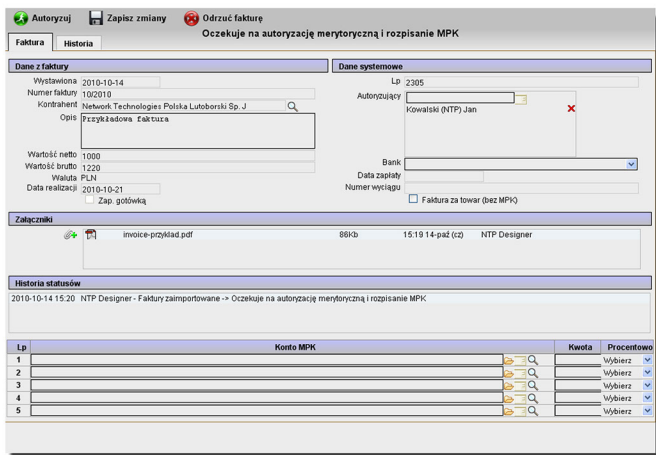 Autoryzuj Zapisz zmiany Odrzuć fakturę
Oczekuje na autoryzację merytoryczną i rozpisanie MPK
Faktura Historia
Dane z faktury
Wystawiona 2010-10-14
Numer faktury 10/2010
Kontrahent Network Technologies Polska Lutoborski Sp. J
Opis Przykładowa faktura
Wartość netto 1000
Wartość brutto 1220
Waluta PLN
Data realizacji 2010-10-21
Zap. gotówką
Dane systemowe
Lp 2305
Autoryzujący
Kowalski (NTP) Jan
Bank
Data zapłaty
Numer wyciągu
Faktura za towar (bez MPK)
Załączniki
invoice-przyklad.pdf 86Kb 15:19 14-paź (cz) NTP Designer
Historia statusów
2010-10-14 15:20 NTP Designer - Faktury zaimportowane -> Oczekuje na autoryzację merytoryczną i rozpisanie MPK
Lp Konto MPK Kwota Procentowo
1 Wybierz
2 Wybierz
3 Wybierz
4 Wybierz
5 Wybierz